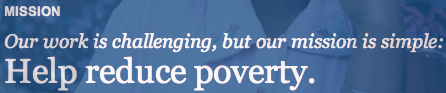 MISSION
Our work is challenging, but our mission is simple:
Help reduce poverty.